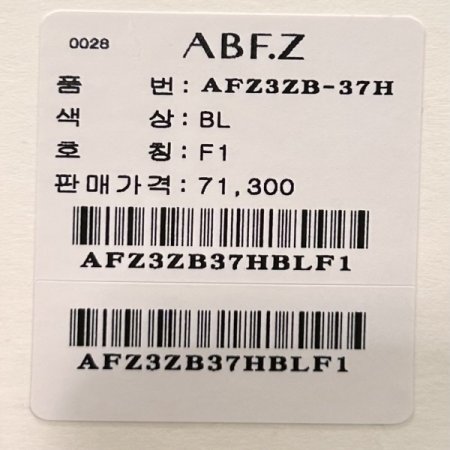 0028 ABF.Z
품 번 : AFZ3ZB-37H
색 상 : BL
호 칭 : F1
판매가격 : 71,300
AFZ3ZB37HBLF1
AFZ3ZB37HBLF1